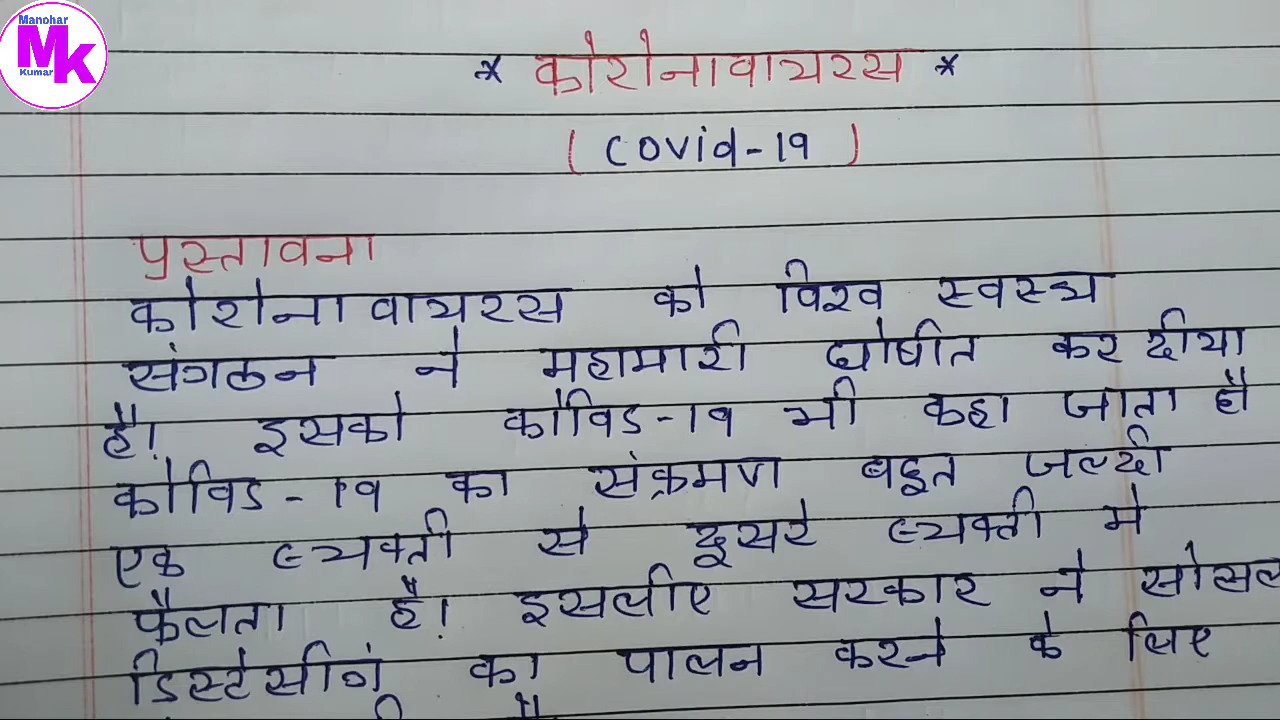 Manohar
MK
Kumar
* कोरोनावायरस *
( Covid-19 )
प्रस्तावना
कोरोनावायरस को विश्व स्वस्थ्य
संगठन ने महामारी घोषीत कर दीया
है। इसको कोविड-19 भी कहा जाता है
कोविड-19 का संक्रमण बहुत जल्दी
एक व्यक्ती से दूसरे व्यक्ती मे
फैलता है। इसलीए सरकार ने सोसल
डिस्टेसींग का पालन करने के लिए